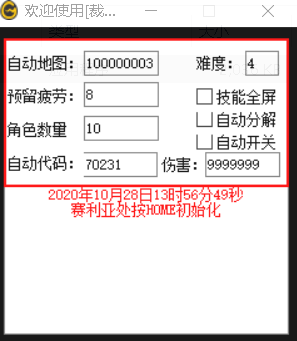 欢迎使用[裁
自动地图: 100000003 难度: 4
预留疲劳: 8 技能全屏
自动分解
角色数量 10
自动开关
自动代码: 70231 伤害: 9999999
2020年10月28日13时56分49秒
赛利亚处按HOME初始化